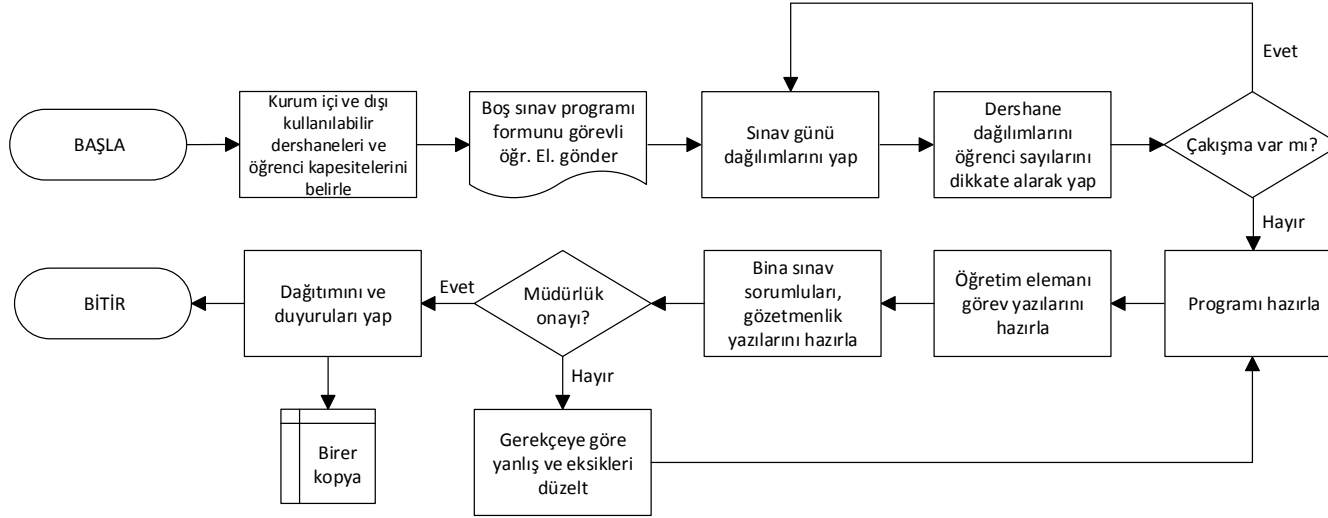 BAŞLA
Kurum içi ve dışı
kullanılabilir
dershaneleri ve
öğrenci kapesitelerini
belirle
Boş sınav programı
formunu görevli
öğr. El. gönder
Sınav günü
dağılımlarını yap
Dershane
dağılımlarını
öğrenci sayılarını
dikkate alarak yap
Çakışma var mı?
Evet
Hayır
Programı hazırla
Öğretim elemanı
görev yazılarını
hazırla
Bina sınav
sorumluları,
gözetmenlik
yazılarını hazırla
Müdürlük
onayı?
Evet
Dağıtımını ve
duyuruları yap
BİTİR
Hayır
Birer
kopya
Gerekçeye göre
yanlış ve eksikleri
düzelt